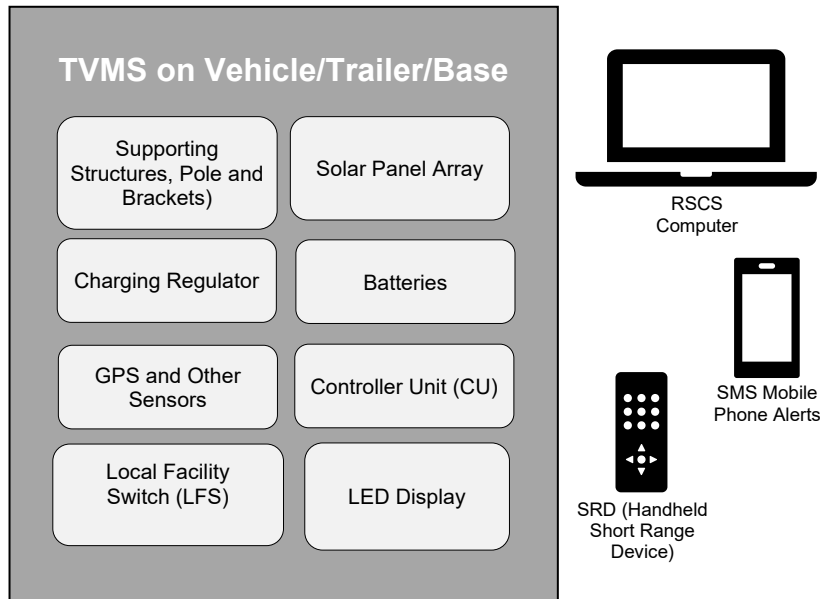 TVMS on Vehicle/Trailer/Base
Supporting
Structures, Pole and
Brackets)
Solar Panel Array
Charging Regulator
Batteries
GPS and Other
Sensors
Controller Unit (CU)
Local Facility
Switch (LFS)
LED Display
RSCS
Computer
SMS Mobile
Phone Alerts
SRD (Handheld
Short Range
Device)